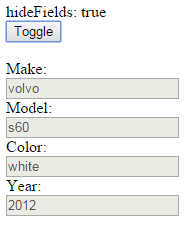 hideFields: true
Toggle
Make:
volvo
Model:
s60
Color:
white
Year:
2012